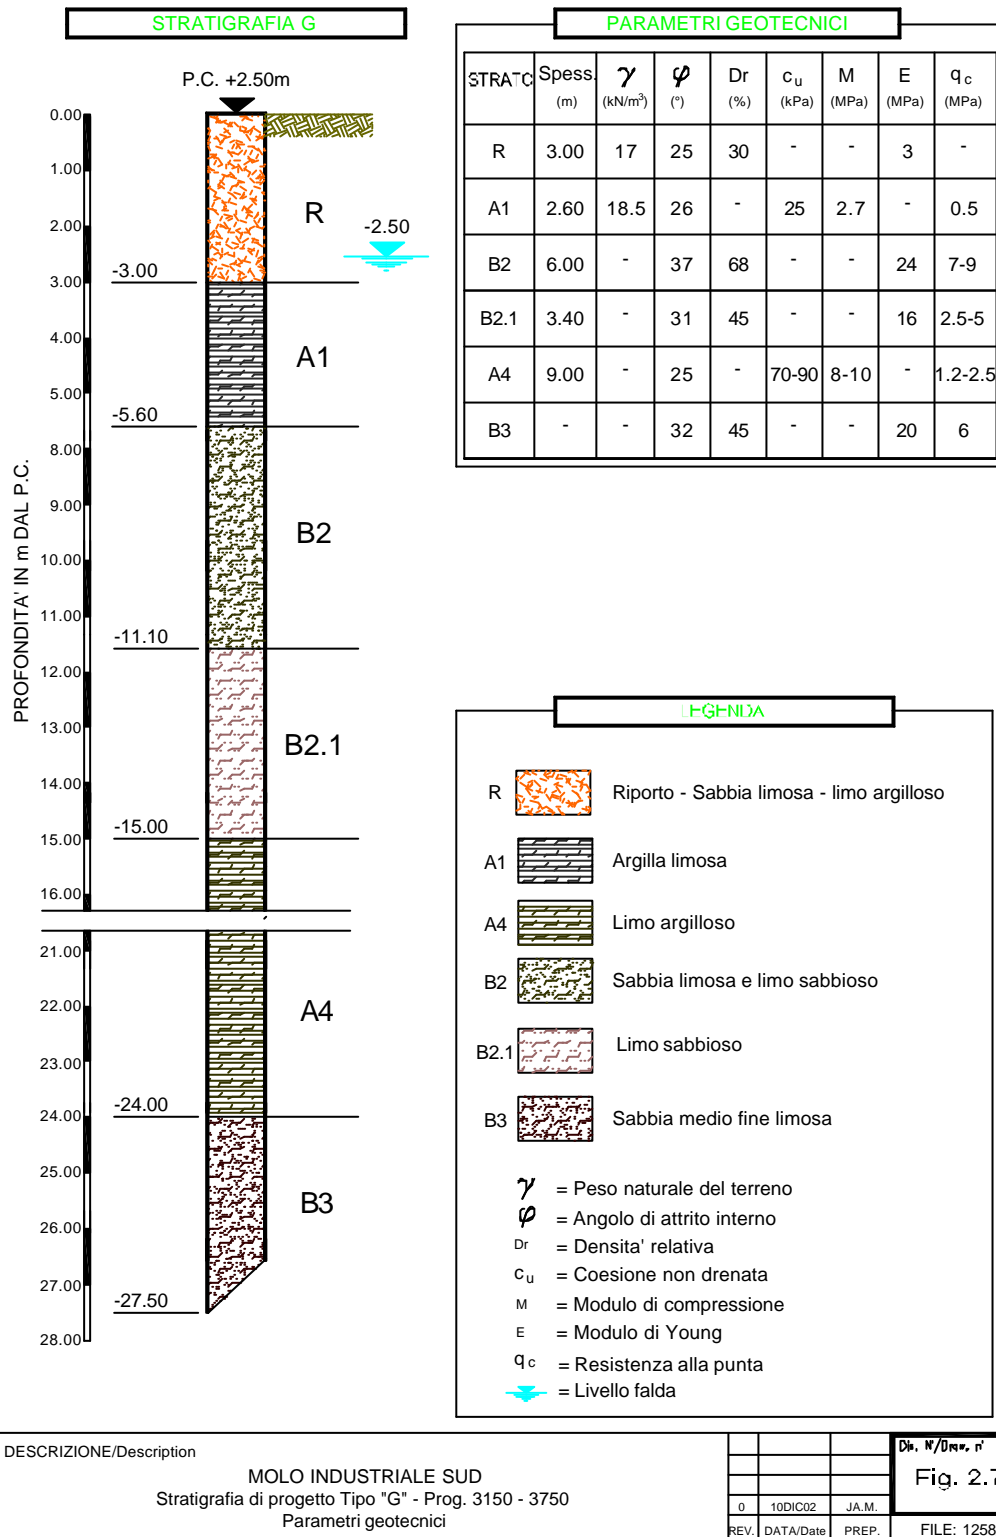 STRATIGRAFIA G
PARAMETRI GEOTECNICI
P.C. +2.50m
STRATO Spess. (m) γ (kN/m³) φ (°) Dr (%) cu (kPa) M (MPa) E (MPa) qc (MPa)
R 3.00 17 25 30 - - 3 -
A1 2.60 18.5 26 - 25 2.7 - 0.5
B2 6.00 - 37 68 - - 24 7-9
B2.1 3.40 - 31 45 - - 16 2.5-5
A4 9.00 - 25 - 70-90 8-10 - 1.2-2.5
B3 - - 32 45 - - 20 6
PROFONDITA' IN m DAL P.C.
0.00
1.00
2.00
3.00
4.00
5.00
8.00
9.00
10.00
11.00
12.00
13.00
14.00
15.00
16.00
21.00
22.00
23.00
24.00
25.00
26.00
27.00
28.00
R
-2.50
-3.00
A1
-5.60
B2
-11.10
B2.1
-15.00
A4
-24.00
B3
-27.50
LEGENDA
R Riporto - Sabbia limosa - limo argilloso
A1 Argilla limosa
A4 Limo argilloso
B2 Sabbia limosa e limo sabbioso
B2.1 Limo sabbioso
B3 Sabbia medio fine limosa
γ = Peso naturale del terreno
φ = Angolo di attrito interno
Dr = Densita' relativa
cu = Coesione non drenata
M = Modulo di compressione
E = Modulo di Young
qc = Resistenza alla punta
= Livello falda
DESCRIZIONE/Description
MOLO INDUSTRIALE SUD
Stratigrafia di progetto Tipo "G" - Prog. 3150 - 3750
Parametri geotecnici
0 10DIC02 JA.M.
REV. DATA/Date PREP.
Dis. N°/Draw. n°
Fig. 2.7
FILE: 1258